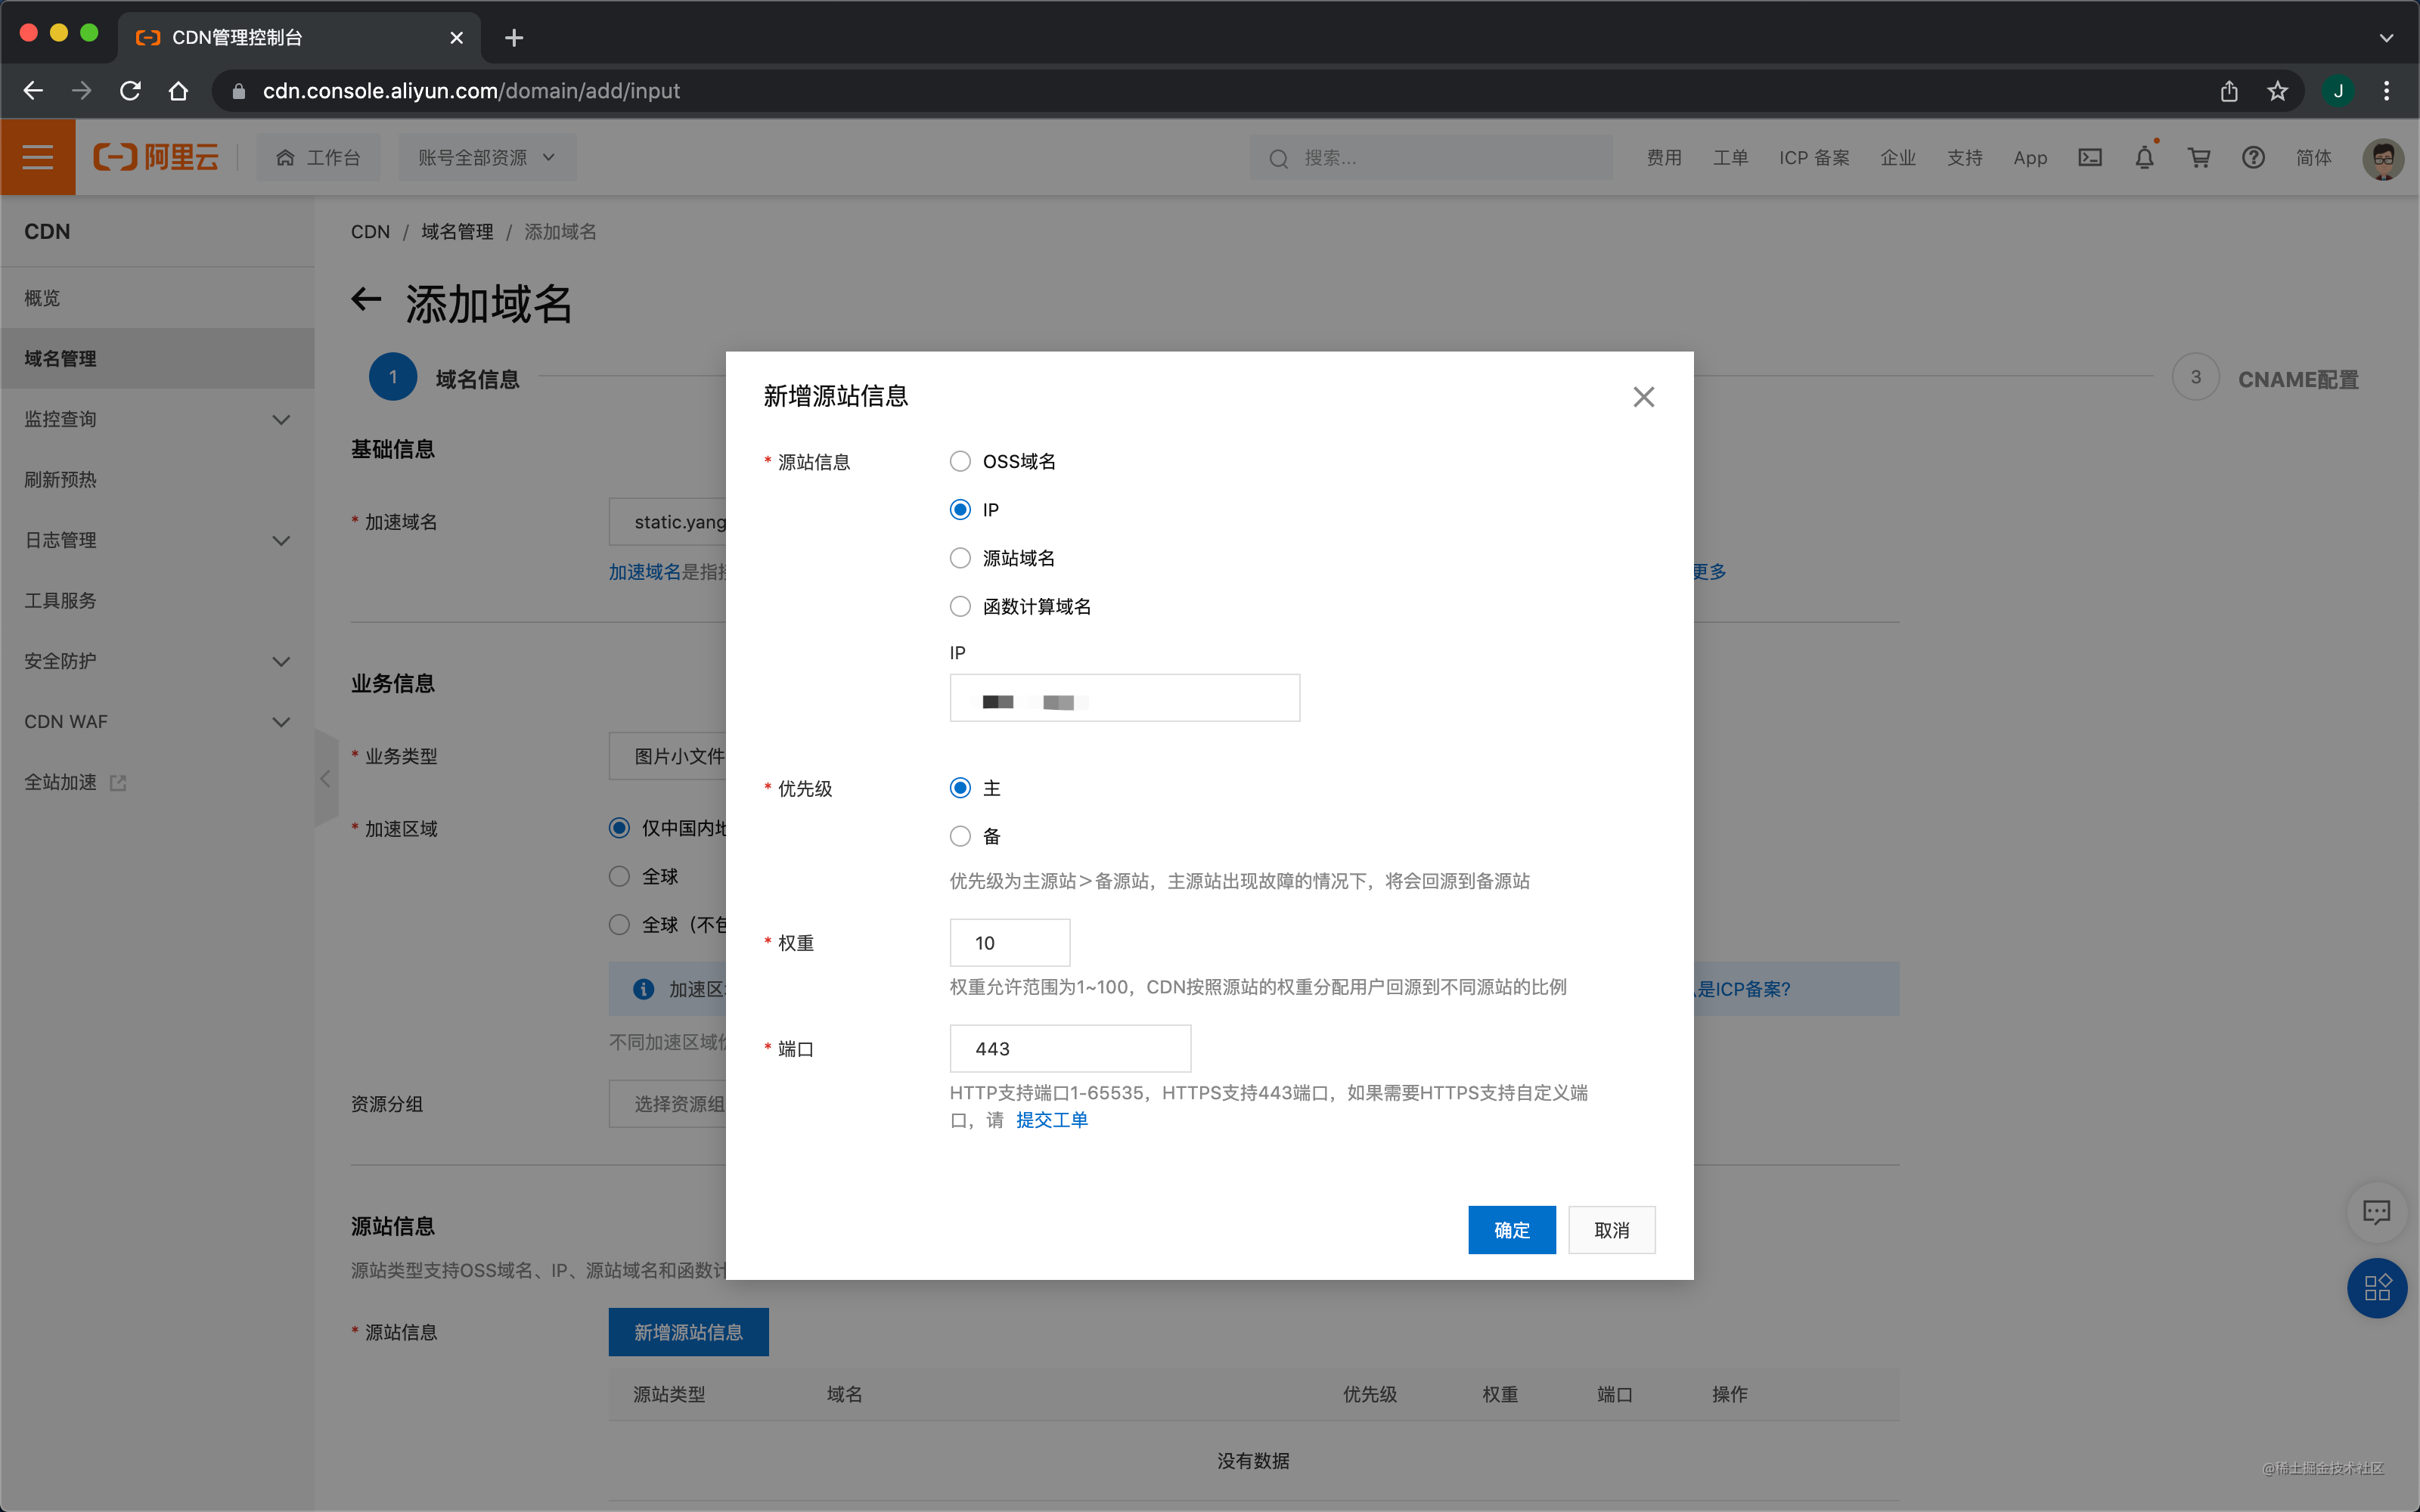 CDN管理控制台
cdn.console.aliyun.com/domain/add/input
J
阿里云
工作台
账号全部资源
搜索...
费用
工单
ICP 备案
企业
支持
App
简体
CDN
概览
域名管理
监控查询
刷新预热
日志管理
工具服务
安全防护
CDN WAF
全站加速
CDN / 域名管理 / 添加域名
添加域名
1 域名信息
3 CNAME配置
基础信息
* 加速域名
static.yang
加速域名是指
更多
业务信息
* 业务类型
图片小文件
* 加速区域
仅中国内地
全球
全球（不包
加速区
是ICP备案?
不同加速区域
资源分组
选择资源组
源站信息
源站类型支持OSS域名、IP、源站域名和函数计
* 源站信息
新增源站信息
源站类型 域名 优先级 权重 端口 操作
没有数据
新增源站信息
* 源站信息
OSS域名
IP
源站域名
函数计算域名
IP
* 优先级
主
备
优先级为主源站＞备源站，主源站出现故障的情况下，将会回源到备源站
* 权重
10
权重允许范围为1~100，CDN按照源站的权重分配用户回源到不同源站的比例
* 端口
443
HTTP支持端口1-65535，HTTPS支持443端口，如果需要HTTPS支持自定义端
口，请 提交工单
确定
取消
@稀土掘金技术社区